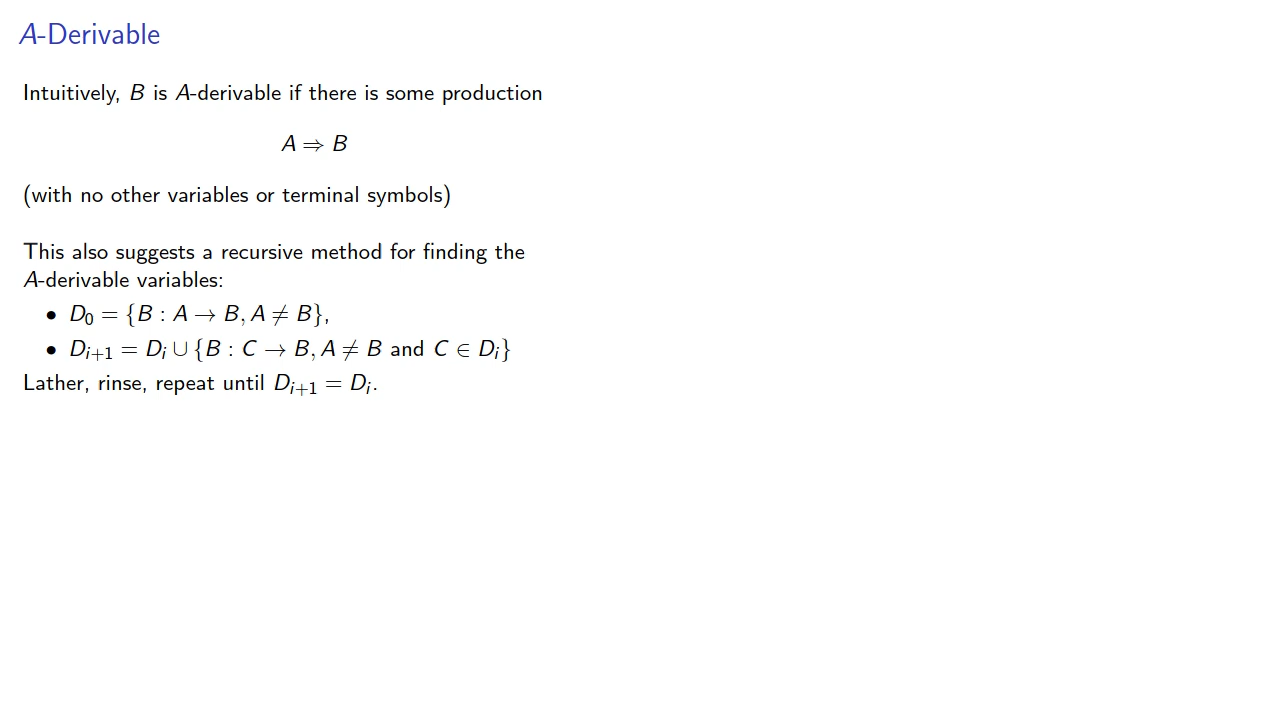 A-Derivable
Intuitively, B is A-derivable if there is some production
A ⇒ B
(with no other variables or terminal symbols)
This also suggests a recursive method for finding the
A-derivable variables:
• D₀ = {B : A → B, A ≠ B},
• Dᵢ₊₁ = Dᵢ ∪ {B : C → B, A ≠ B and C ∈ Dᵢ}
Lather, rinse, repeat until Dᵢ₊₁ = Dᵢ.